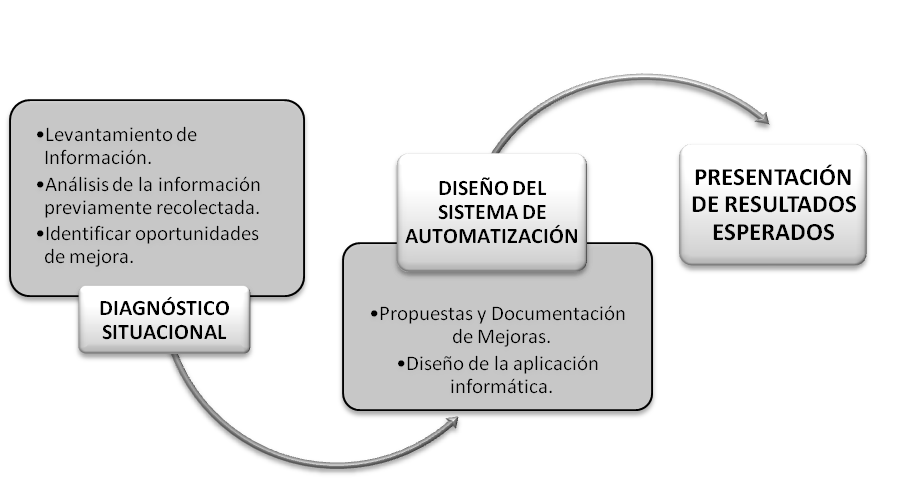 •Levantamiento de
Información.
•Análisis de la información
previamente recolectada.
•Identificar oportunidades
de mejora.
DIAGNÓSTICO
SITUACIONAL
DISEÑO DEL
SISTEMA DE
AUTOMATIZACIÓN
•Propuestas y Documentación
de Mejoras.
•Diseño de la aplicación
informática.
PRESENTACIÓN
DE RESULTADOS
ESPERADOS